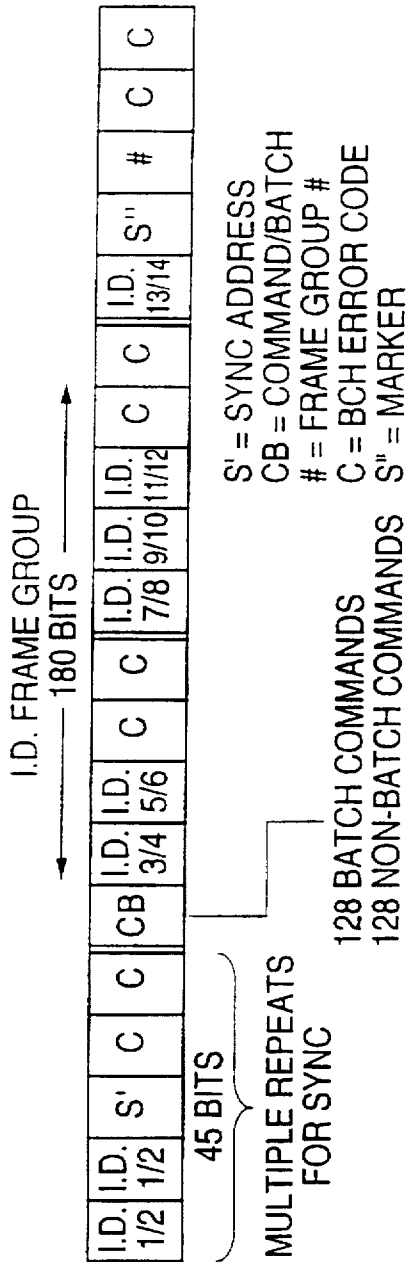 I.D. FRAME GROUP
180 BITS
I.D. 1/2 I.D. 1/2 S' C C CB I.D. 3/4 I.D. 5/6 C C I.D. 7/8 I.D. 9/10 I.D. 11/12 C C I.D. 13/14 S" # C C
45 BITS
MULTIPLE REPEATS
FOR SYNC
128 BATCH COMMANDS
128 NON-BATCH COMMANDS
S' = SYNC ADDRESS
CB = COMMAND/BATCH
# = FRAME GROUP #
C = BCH ERROR CODE
S" = MARKER